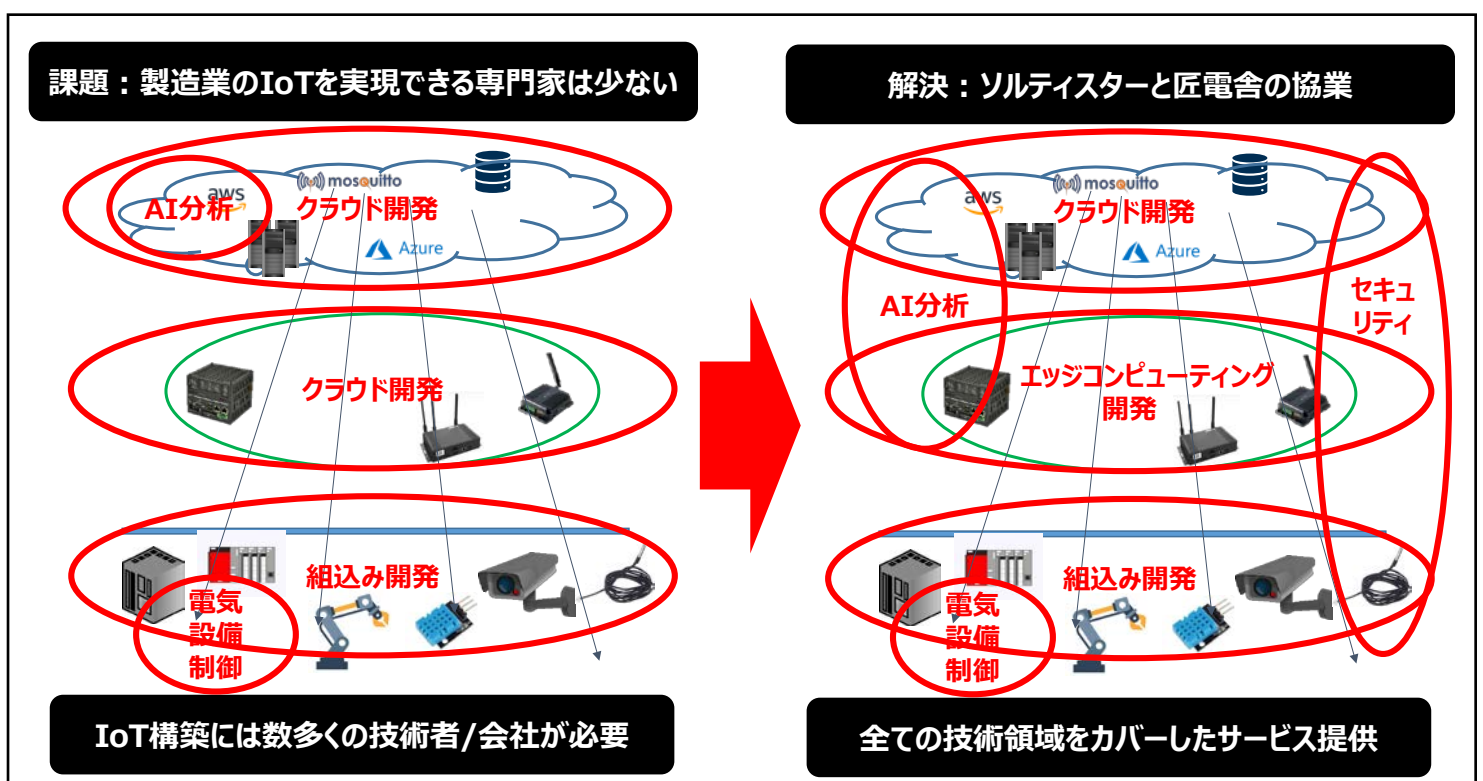 課題：製造業のIoTを実現できる専門家は少ない
aws
mosquitto
AI分析
クラウド開発
Azure
クラウド開発
組込み開発
電気
設備
制御
IoT構築には数多くの技術者/会社が必要
解決：ソルティスターと匠電舎の協業
aws
mosquitto
クラウド開発
Azure
AI分析
セキュ
リティ
エッジコンピューティング
開発
組込み開発
電気
設備
制御
全ての技術領域をカバーしたサービス提供